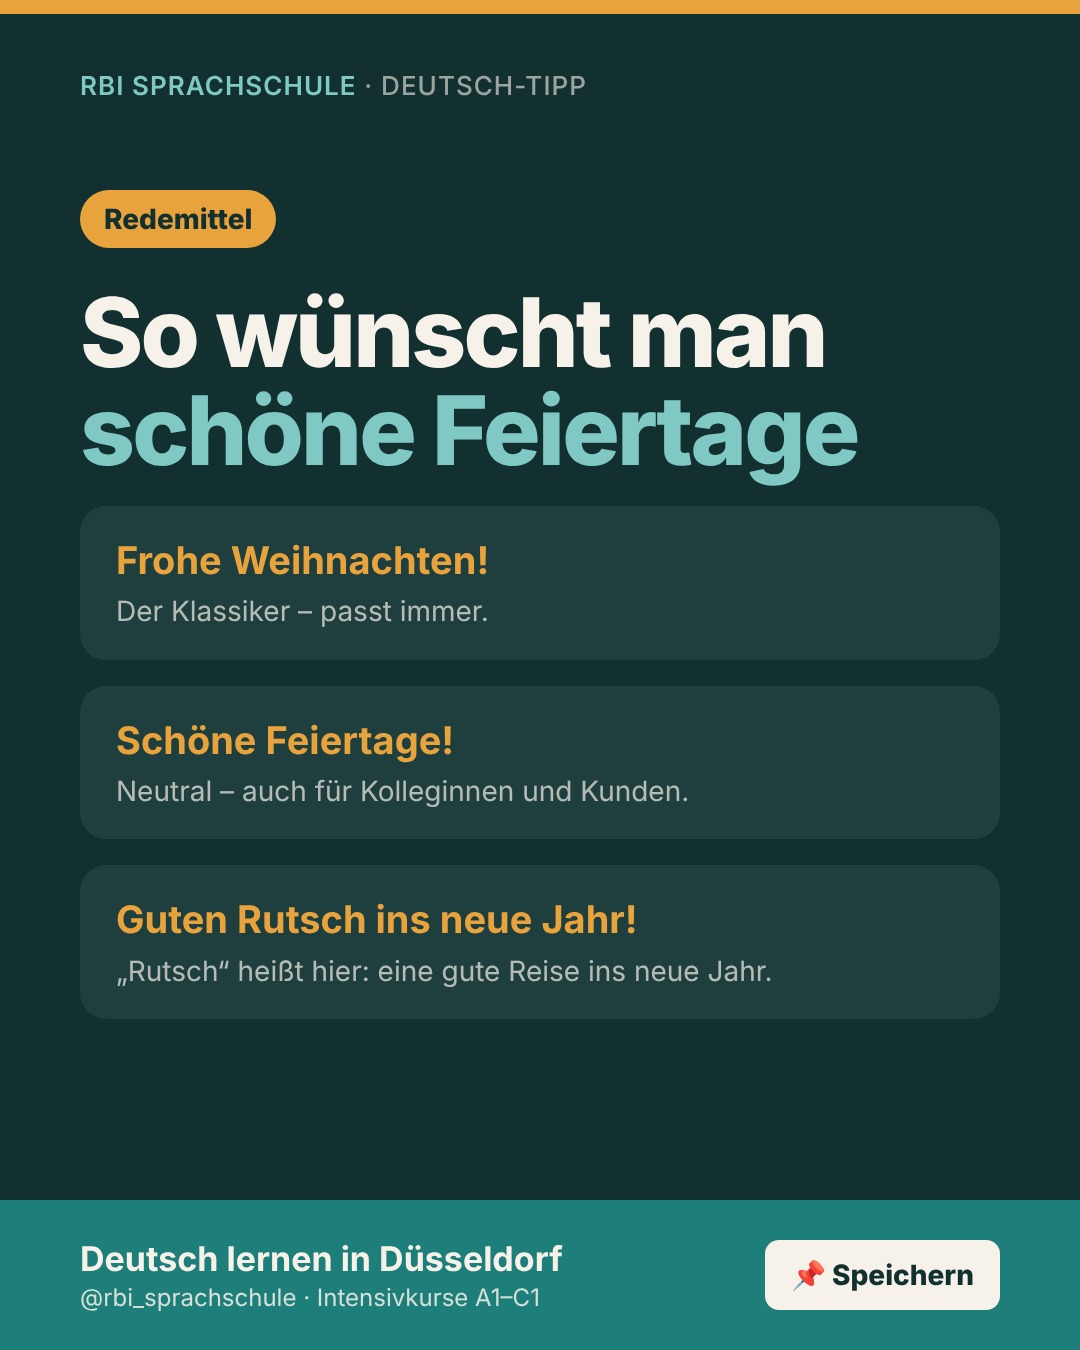 RBI SPRACHSCHULE · DEUTSCH-TIPP
Redemittel
So wünscht man
schöne Feiertage
Frohe Weihnachten!
Der Klassiker – passt immer.
Schöne Feiertage!
Neutral – auch für Kolleginnen und Kunden.
Guten Rutsch ins neue Jahr!
„Rutsch“ heißt hier: eine gute Reise ins neue Jahr.
Deutsch lernen in Düsseldorf
@rbi_sprachschule · Intensivkurse A1–C1
📌 Speichern